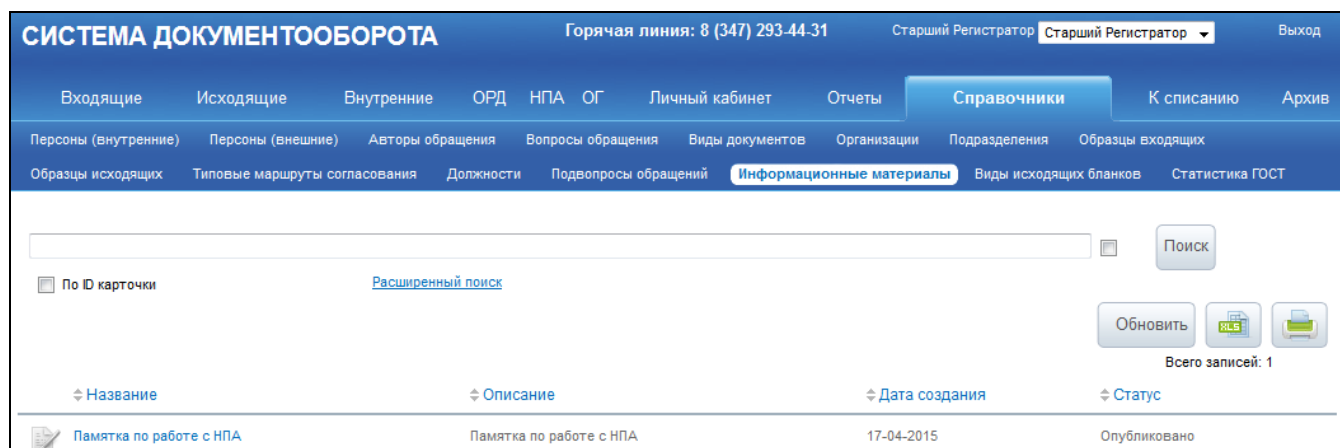 СИСТЕМА ДОКУМЕНТООБОРОТА Горячая линия: 8 (347) 293-44-31 Старший Регистратор Старший Регистратор Выход
Входящие Исходящие Внутренние ОРД НПА ОГ Личный кабинет Отчеты Справочники К списанию Архив
Персоны (внутренние) Персоны (внешние) Авторы обращения Вопросы обращения Виды документов Организации Подразделения Образцы входящих
Образцы исходящих Типовые маршруты согласования Должности Подвопросы обращений Информационные материалы Виды исходящих бланков Статистика ГОСТ
Поиск
По ID карточки Расширенный поиск
Обновить XLS
Всего записей: 1
Название Описание Дата создания Статус
Памятка по работе с НПА Памятка по работе с НПА 17-04-2015 Опубликовано